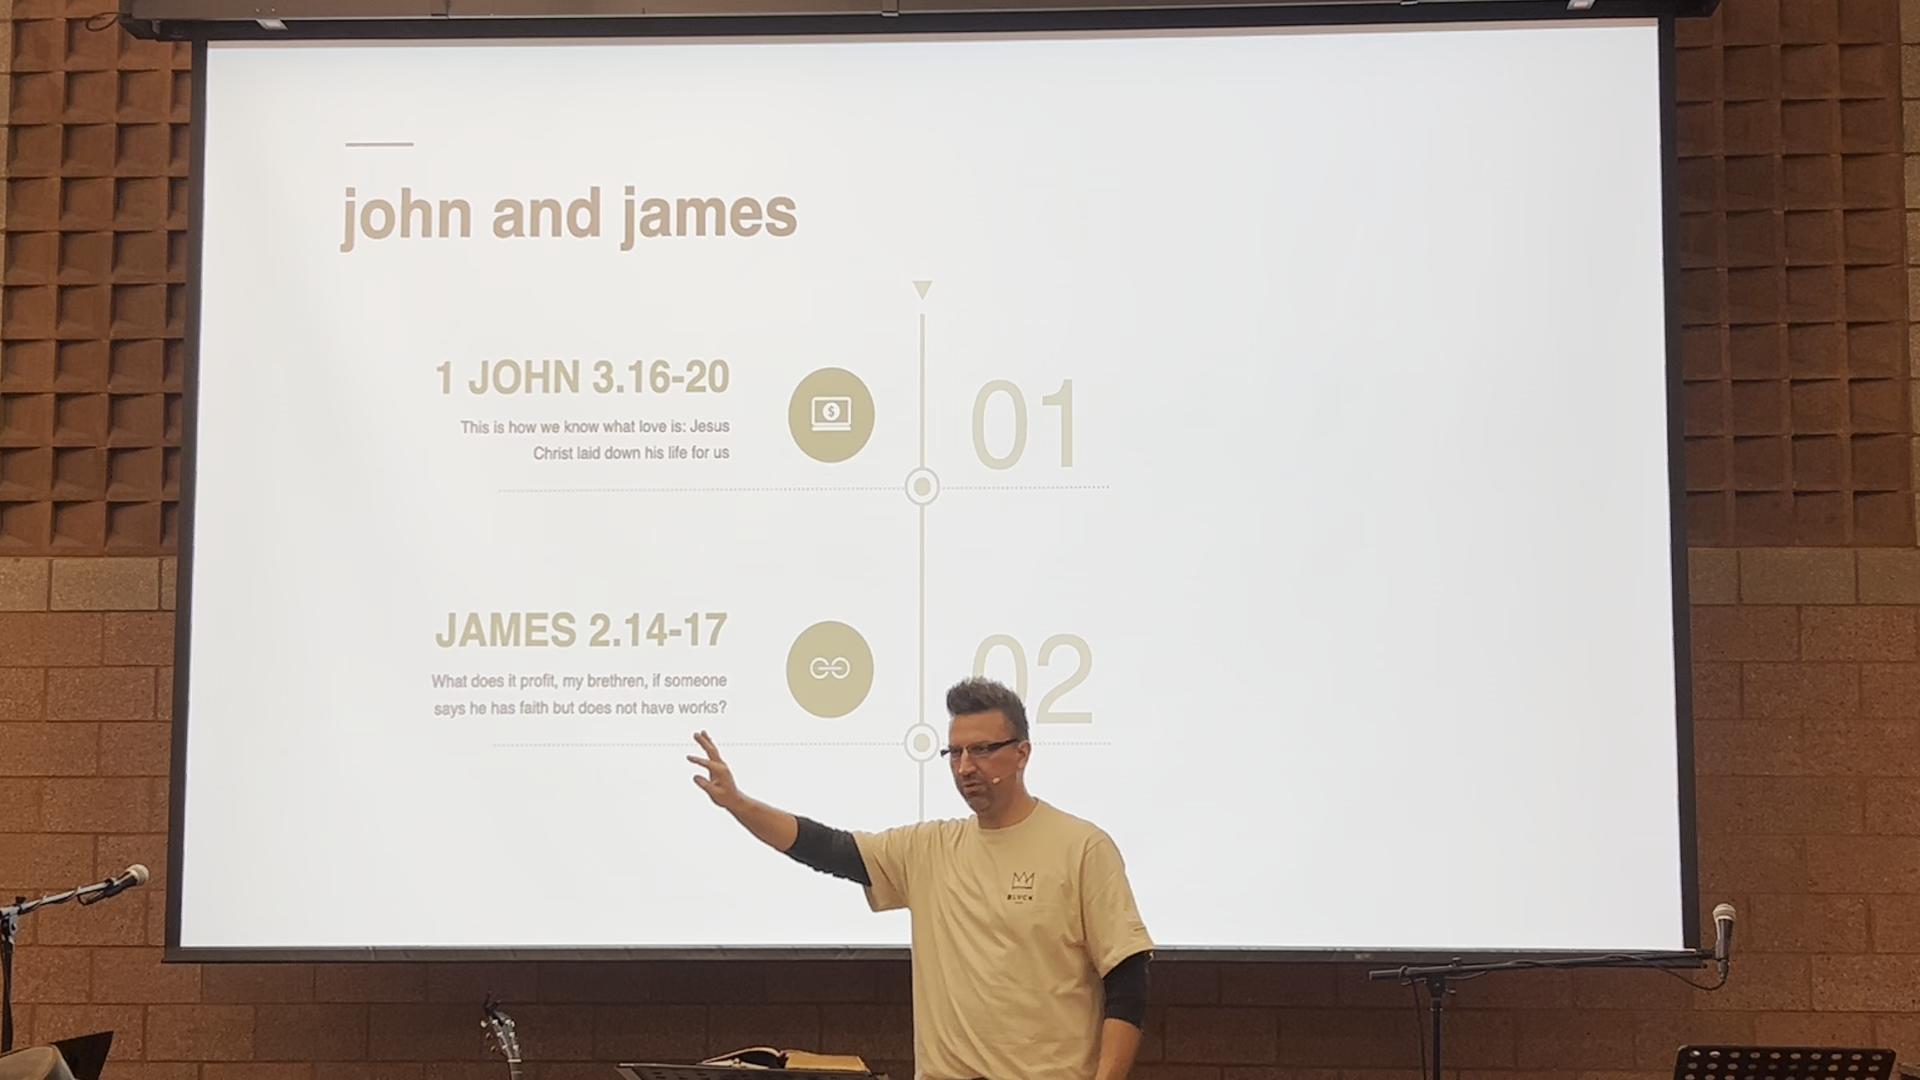 john and james
1 JOHN 3.16-20
This is how we know what love is: Jesus
Christ laid down his life for us
$
01
JAMES 2.14-17
What does it profit, my brethren, if someone
says he has faith but does not have works?
02
BLVCK